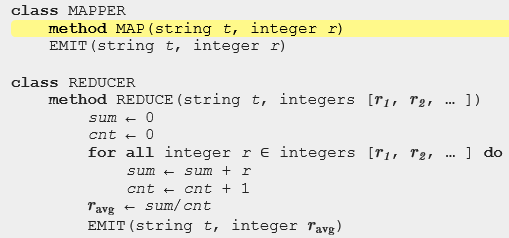 class MAPPER
method MAP(string t, integer r)
EMIT(string t, integer r)
class REDUCER
method REDUCE(string t, integers [r1, r2, … ])
sum ← 0
cnt ← 0
for all integer r ∈ integers [r1, r2, … ] do
sum ← sum + r
cnt ← cnt + 1
ravg ← sum/cnt
EMIT(string t, integer ravg)